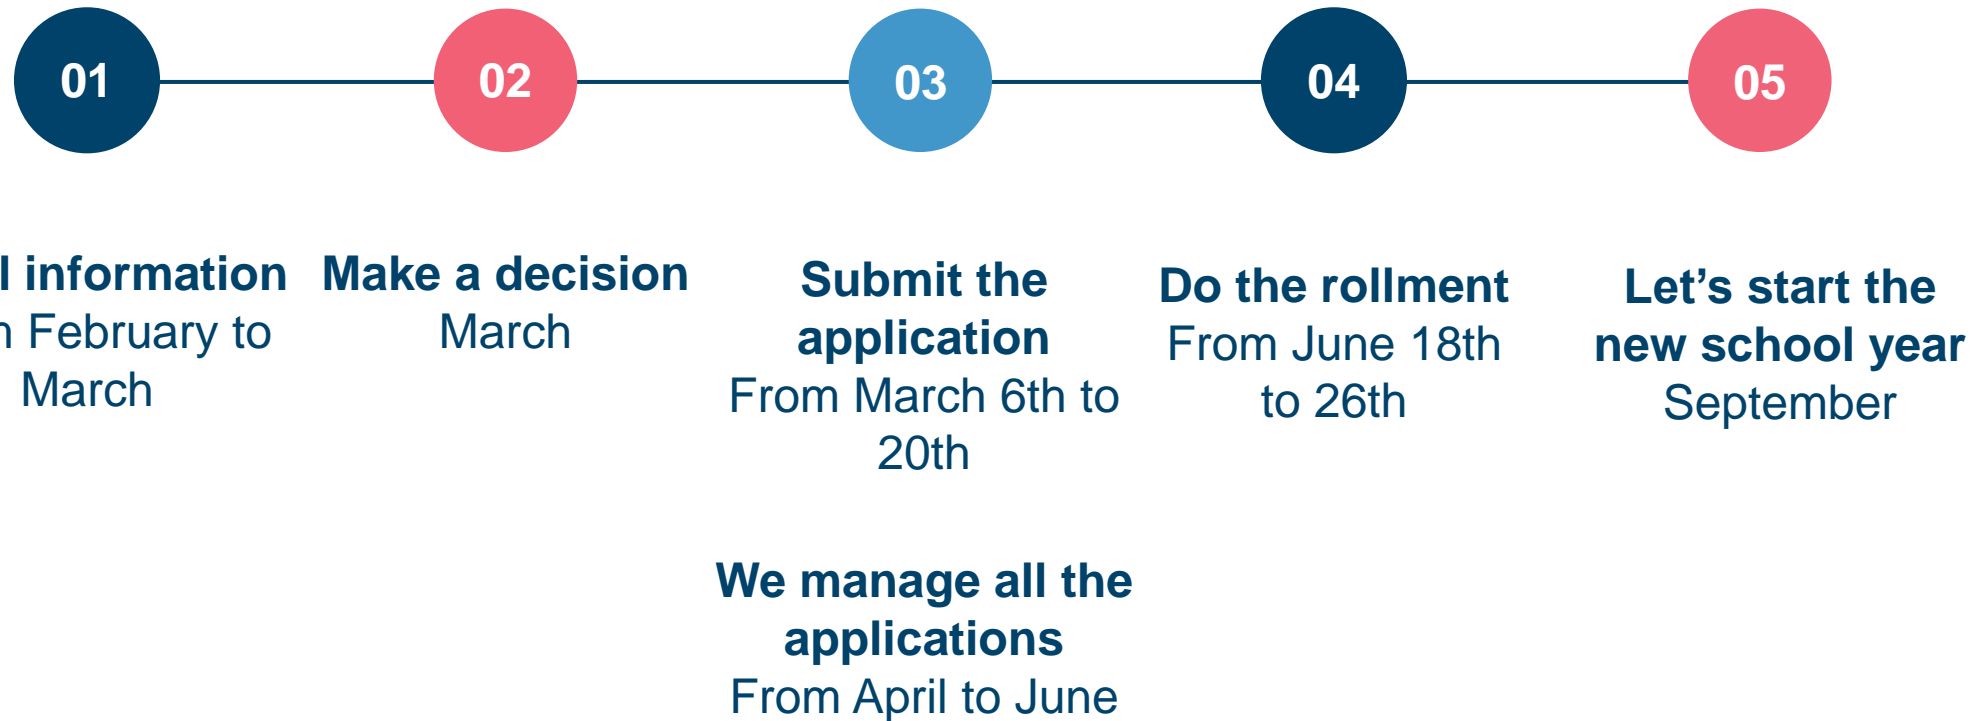 01
02
03
04
05
information
February to
March
Make a decision
March
Submit the
application
From March 6th to
20th
We manage all the
applications
From April to June
Do the rollment
From June 18th
to 26th
Let’s start the
new school year
September